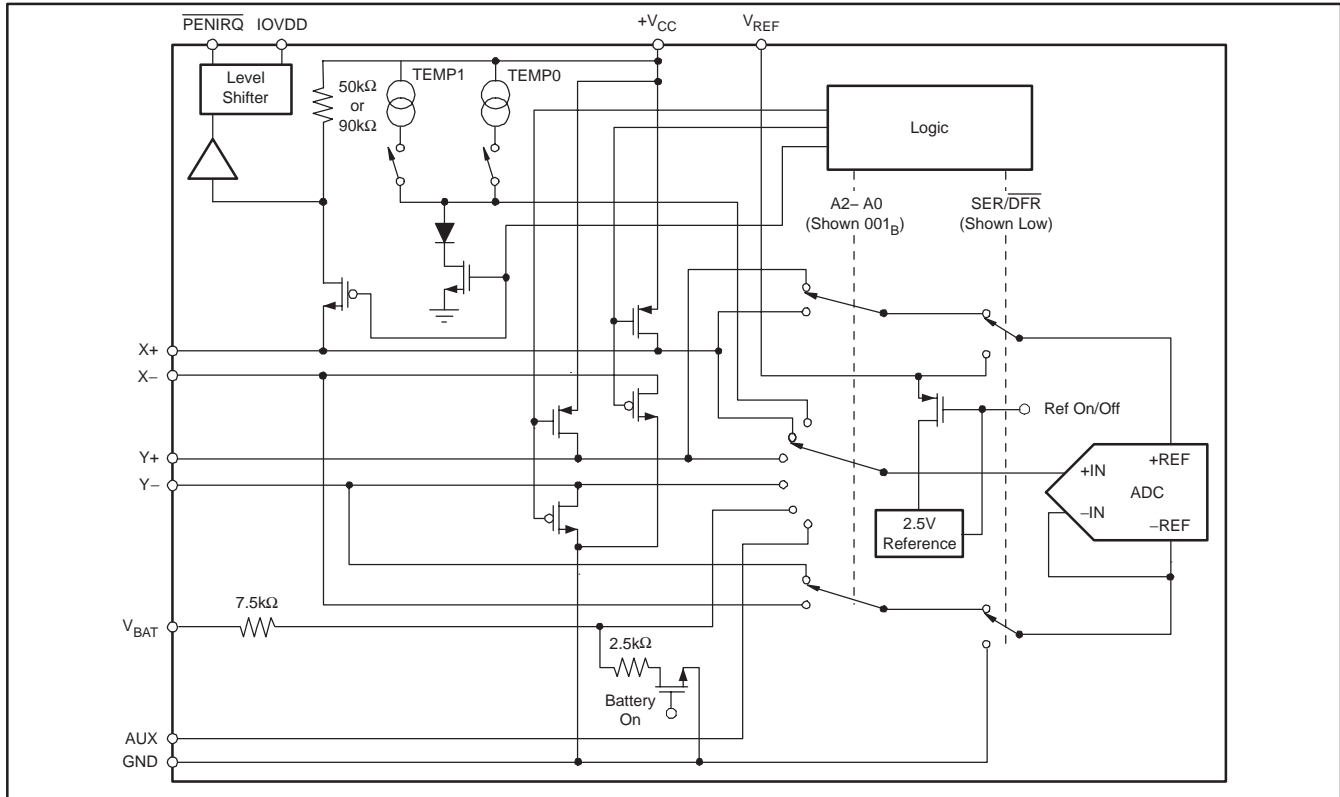 PENIRQ IOVDD
+VCC
VREF
Level
Shifter
50kΩ
or
90kΩ
TEMP1
TEMP0
Logic
A2– A0
(Shown 001B)
SER/DFR
(Shown Low)
X+
X–
Y+
Y–
Ref On/Off
+IN
+REF
ADC
–IN
–REF
2.5V
Reference
7.5kΩ
VBAT
2.5kΩ
Battery
On
AUX
GND